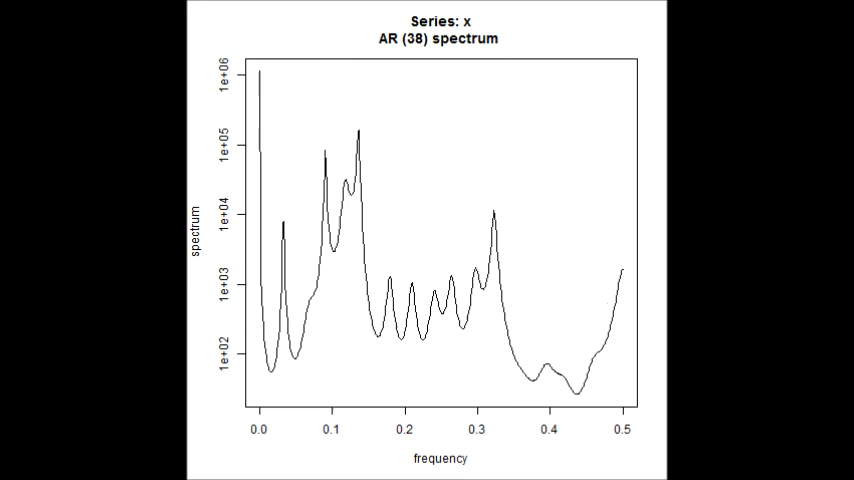 Series: x
AR (38) spectrum
1e+06
1e+05
1e+04
1e+03
1e+02
spectrum
0.0 0.1 0.2 0.3 0.4 0.5
frequency